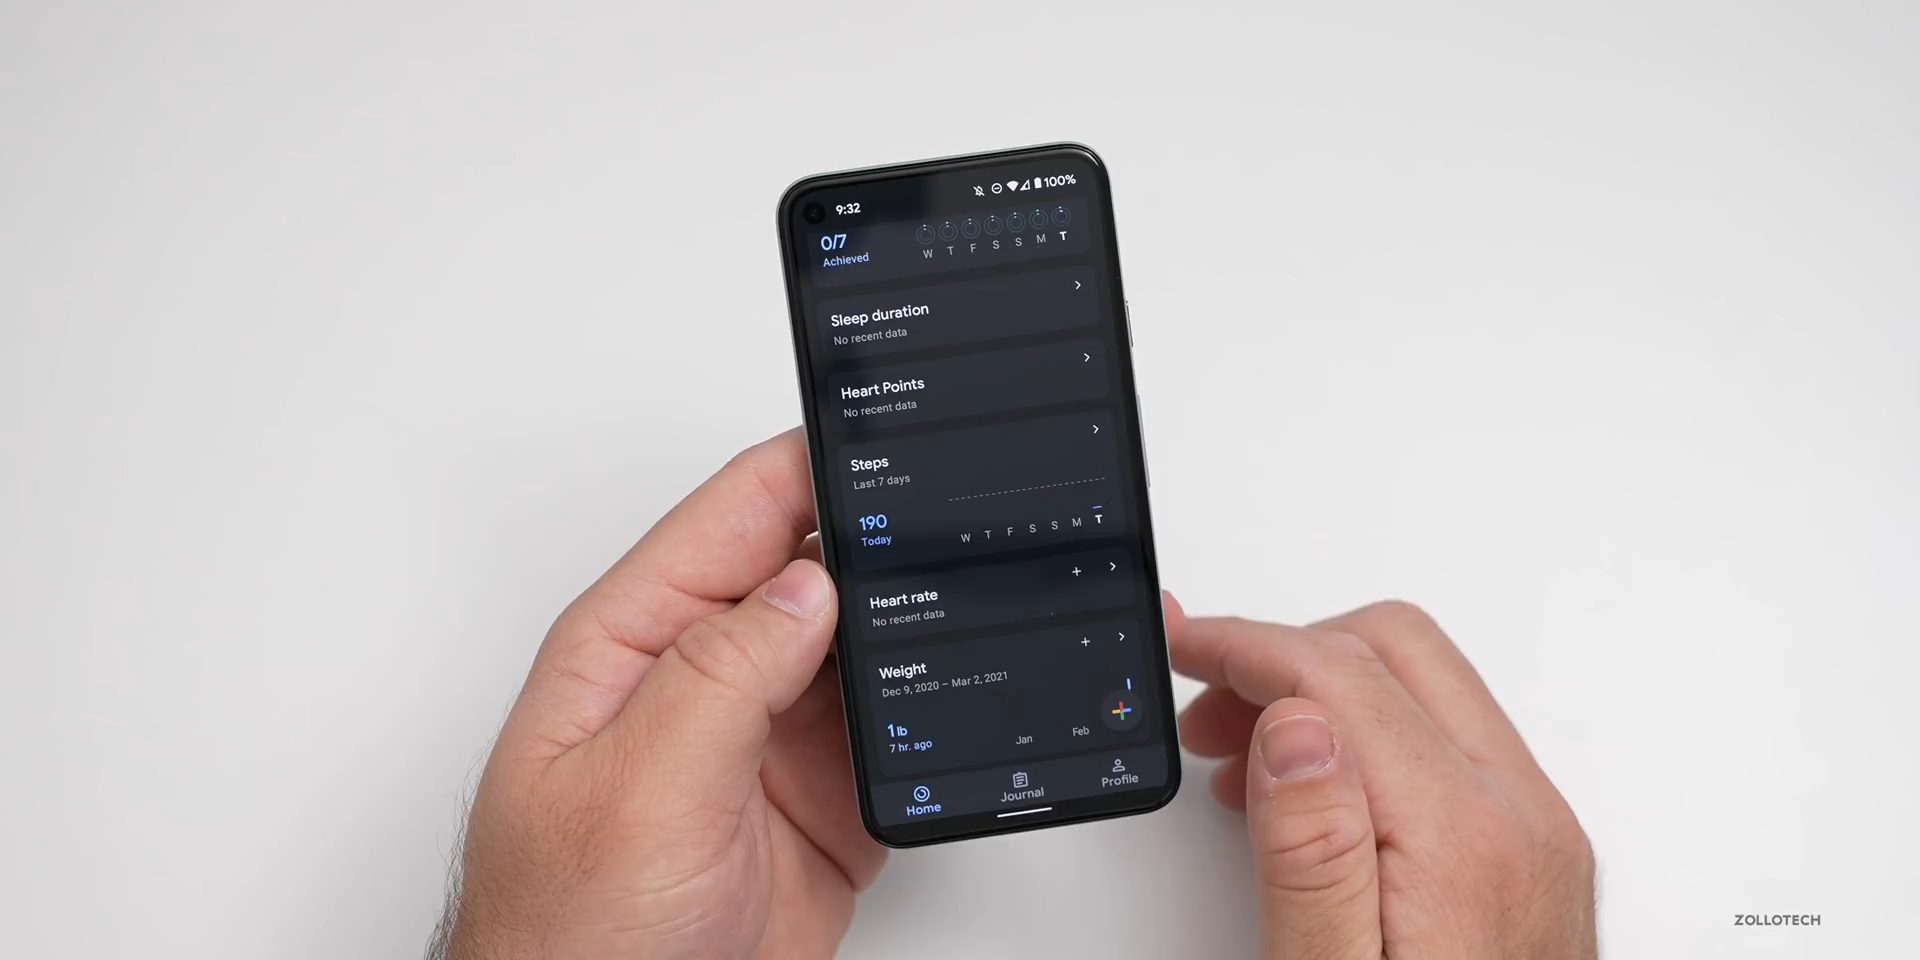 9:32 100%
0/7
Achieved
W T F S S M T
Sleep duration
No recent data
Heart Points
No recent data
Steps
Last 7 days
190
Today
W T F S S M T
Heart rate
No recent data
Weight
Dec 9, 2020 – Mar 2, 2021
1 lb
7 hr. ago
Jan Feb
Home Journal Profile
ZOLLOTECH